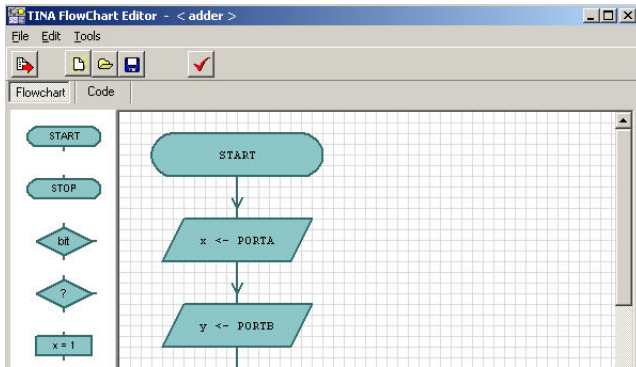 TINA FlowChart Editor - < adder >
File Edit Tools
Flowchart Code
START
STOP
bit
?
x = 1
START
x <- PORTA
y <- PORTB